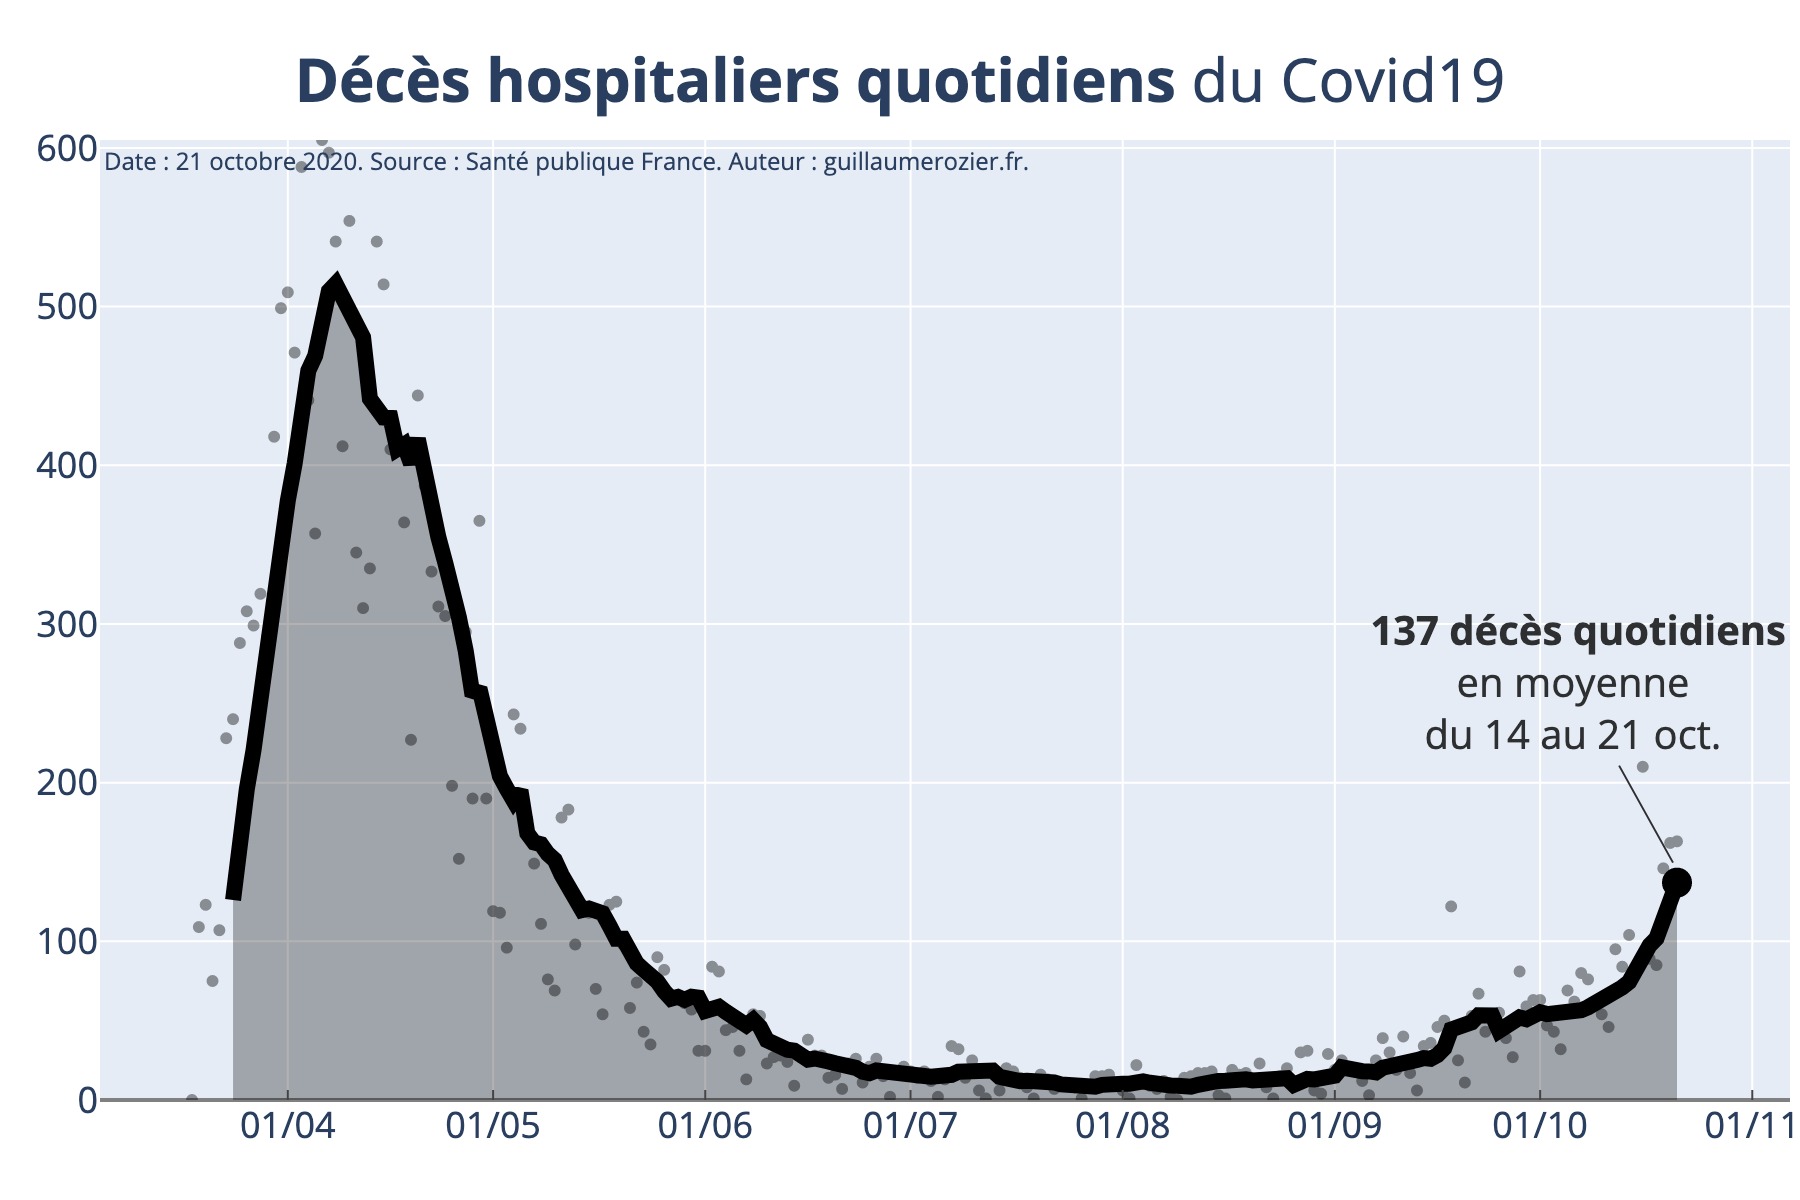 Décès hospitaliers quotidiens du Covid19
600
Date : 21 octobre 2020. Source : Santé publique France. Auteur : guillaumerozier.fr.
500
400
300
137 décès quotidiens
en moyenne
du 14 au 21 oct.
200
100
0
01/04 01/05 01/06 01/07 01/08 01/09 01/10 01/11